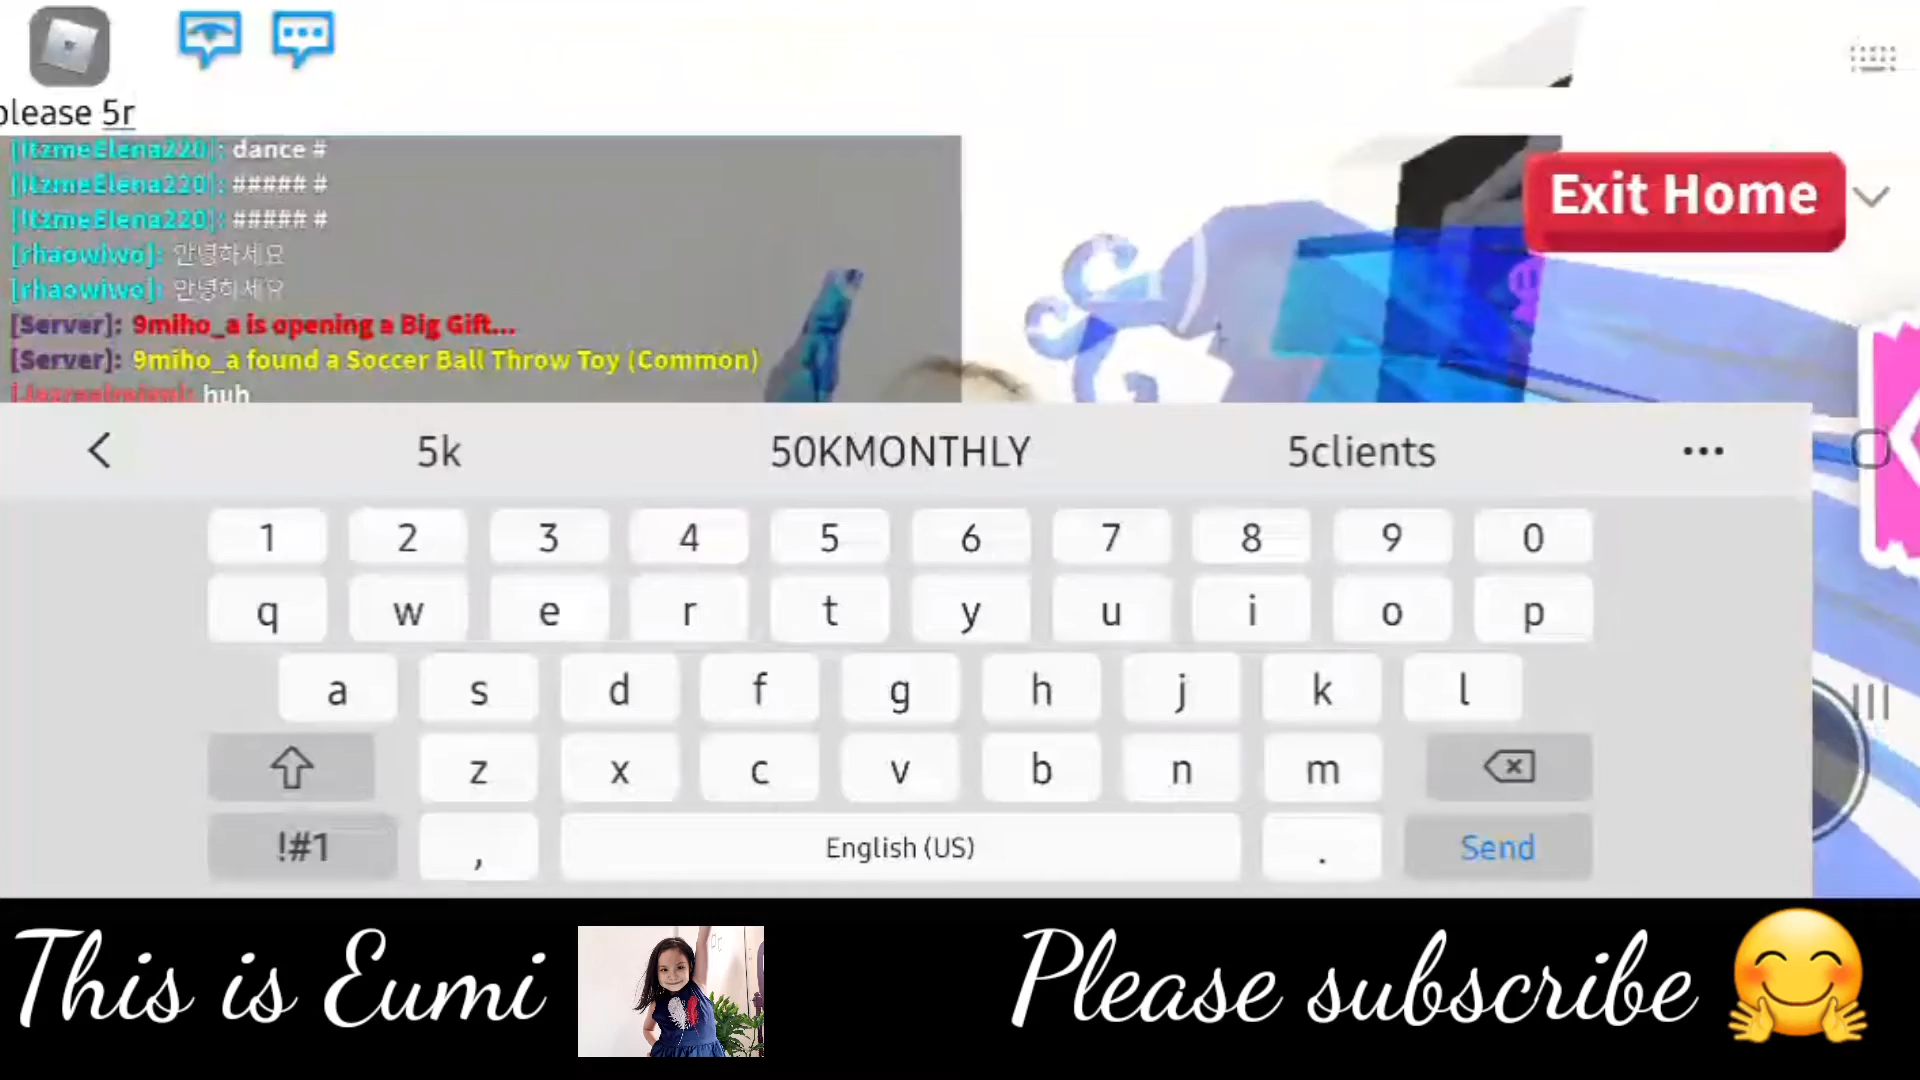 please 5r
[ItzmeElena220]: dance #
[ItzmeElena220]: ##### #
[ItzmeElena220]: ##### #
[rhaowiwo]: 안녕하세요
[rhaowiwo]: 안녕하세요
[Server]: 9miho_a is opening a Big Gift...
[Server]: 9miho_a found a Soccer Ball Throw Toy (Common)
huh
Exit Home
5k 50KMONTHLY 5clients
1 2 3 4 5 6 7 8 9 0
q w e r t y u i o p
a s d f g h j k l
z x c v b n m
!#1 , English (US) . Send
This is Eumi Please subscribe